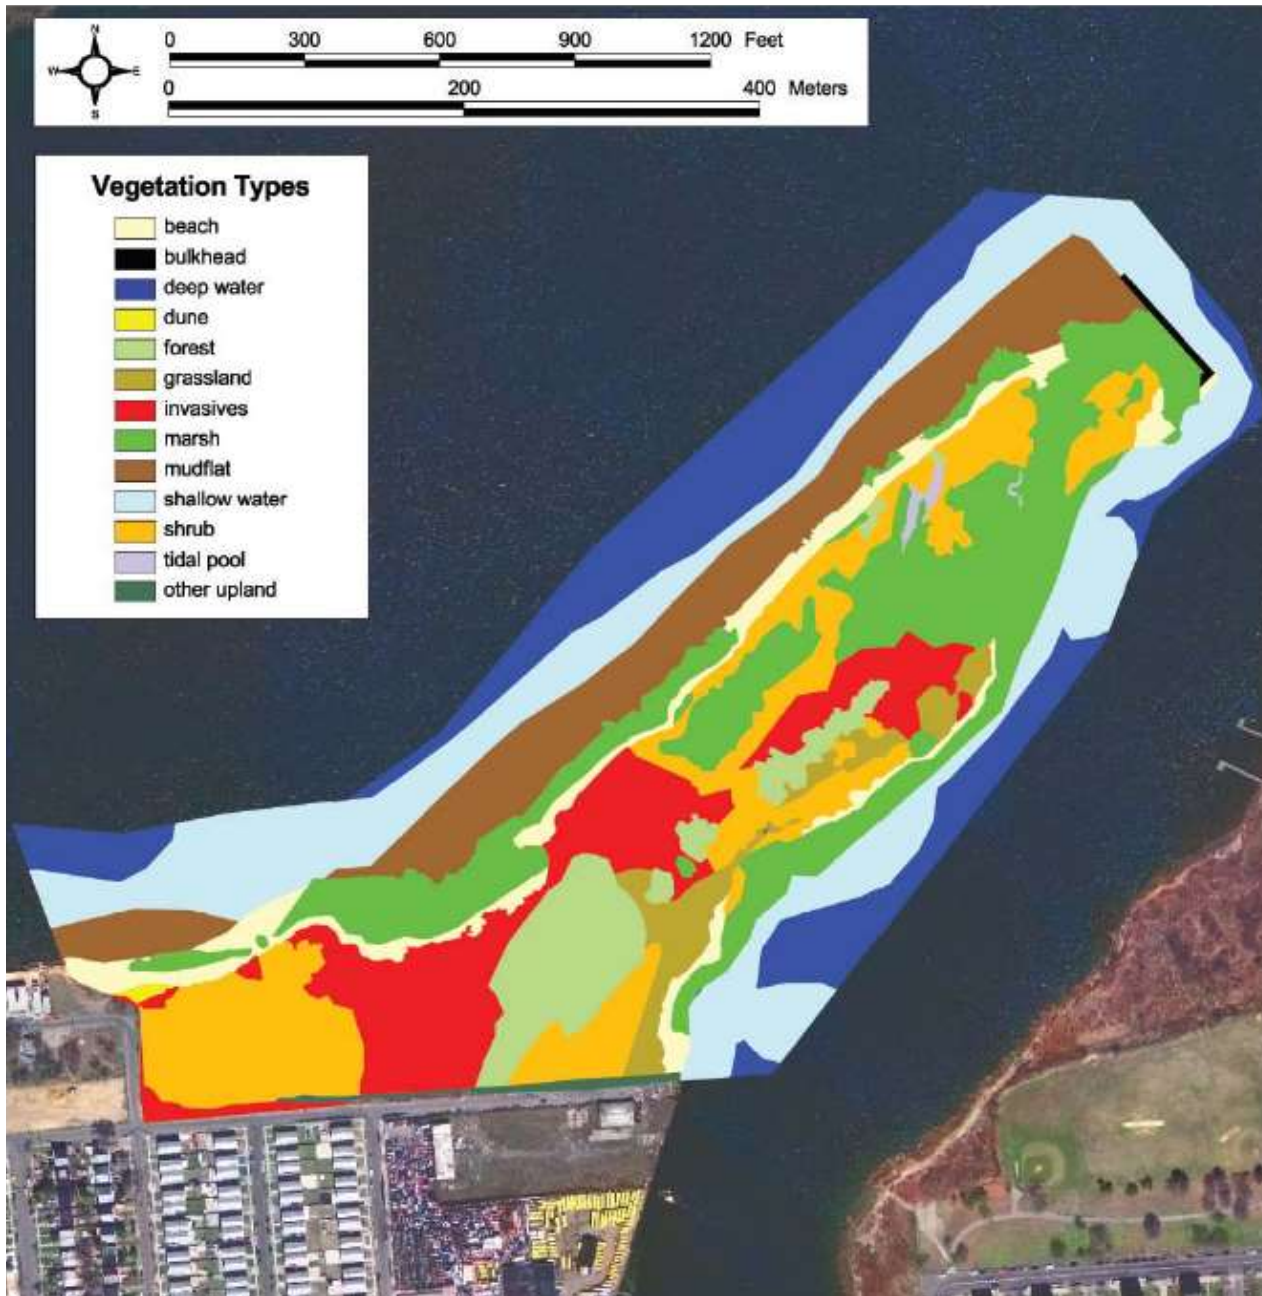 N
W E
S
0 300 600 900 1200 Feet
0 200 400 Meters
Vegetation Types
beach
bulkhead
deep water
dune
forest
grassland
invasives
marsh
mudflat
shallow water
shrub
tidal pool
other upland